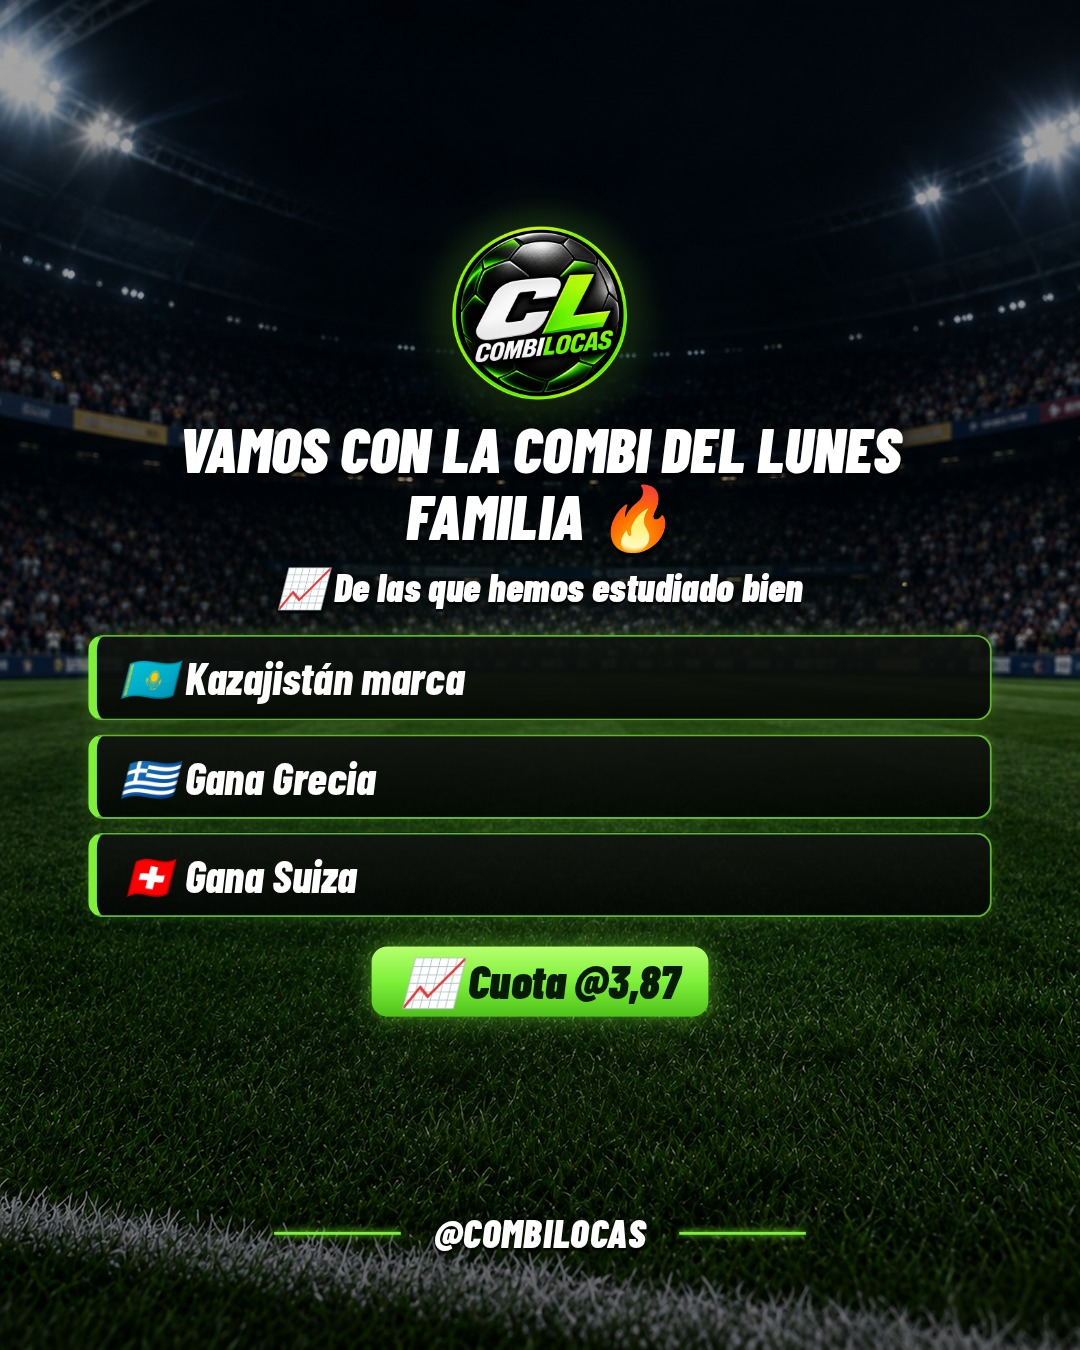 CL
COMBILOCAS
VAMOS CON LA COMBI DEL LUNES
FAMILIA 🔥
📈 De las que hemos estudiado bien
🇰🇿 Kazajistán marca
🇬🇷 Gana Grecia
🇨🇭 Gana Suiza
📈 Cuota @3,87
@COMBILOCAS